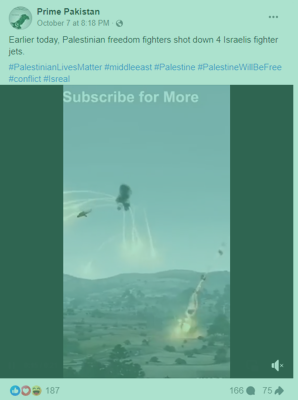 Prime Pakistan
October 7 at 8:18 PM ·
Earlier today, Palestinian freedom fighters shot down 4 Israelis fighter
jets.
#PalestinianLivesMatter #middleeast #Palestine #PalestineWillBeFree
#conflict #Isreal
Subscribe for More
187
166
75